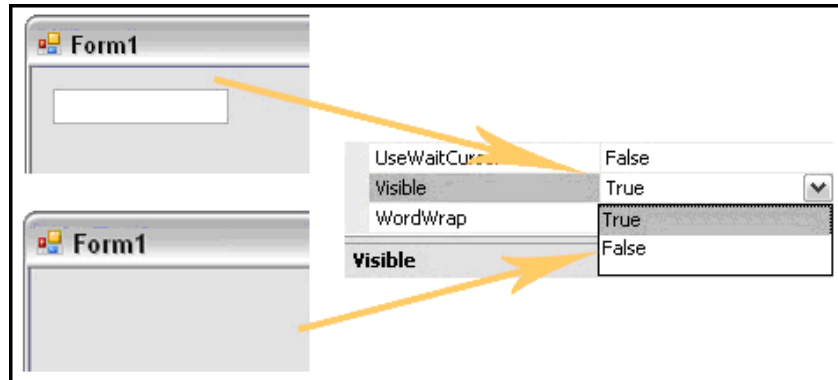 Form1
UseWaitCursor False
Visible True
WordWrap True
False
Visible
Form1